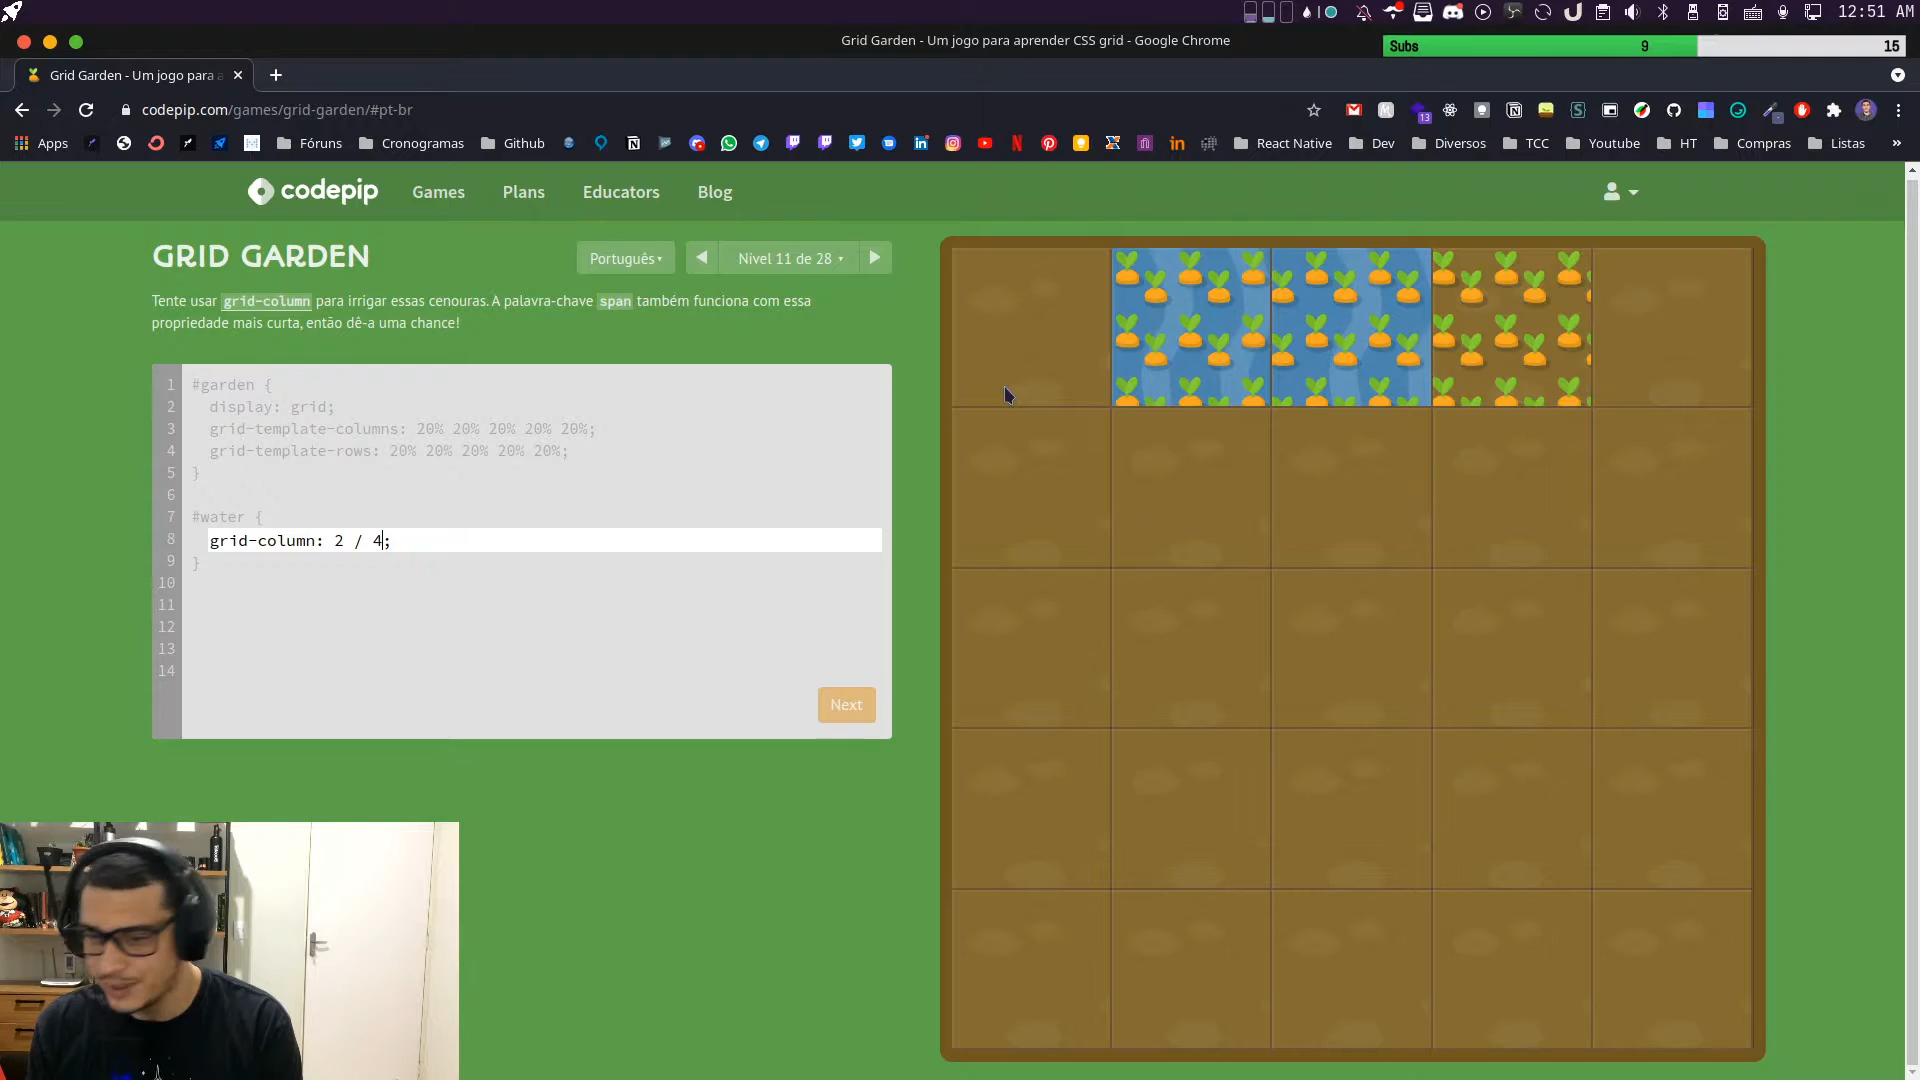 12:51 AM
Grid Garden - Um jogo para aprender CSS grid - Google Chrome
Subs 9 15
Grid Garden - Um jogo para a
codepip.com/games/grid-garden/#pt-br
13
Apps
Fóruns
Cronogramas
Github
React Native
Dev
Diversos
TCC
Youtube
HT
Compras
Listas
codepip
Games
Plans
Educators
Blog
GRID GARDEN
Português
Nível 11 de 28
Tente usar grid-column para irrigar essas cenouras. A palavra-chave span também funciona com essa
propriedade mais curta, então dê-a uma chance!
1 #garden {
2 display: grid;
3 grid-template-columns: 20% 20% 20% 20% 20%;
4 grid-template-rows: 20% 20% 20% 20% 20%;
5 }
6
7 #water {
8 grid-column: 2 / 4;
9 }
10
11
12
13
14
Next